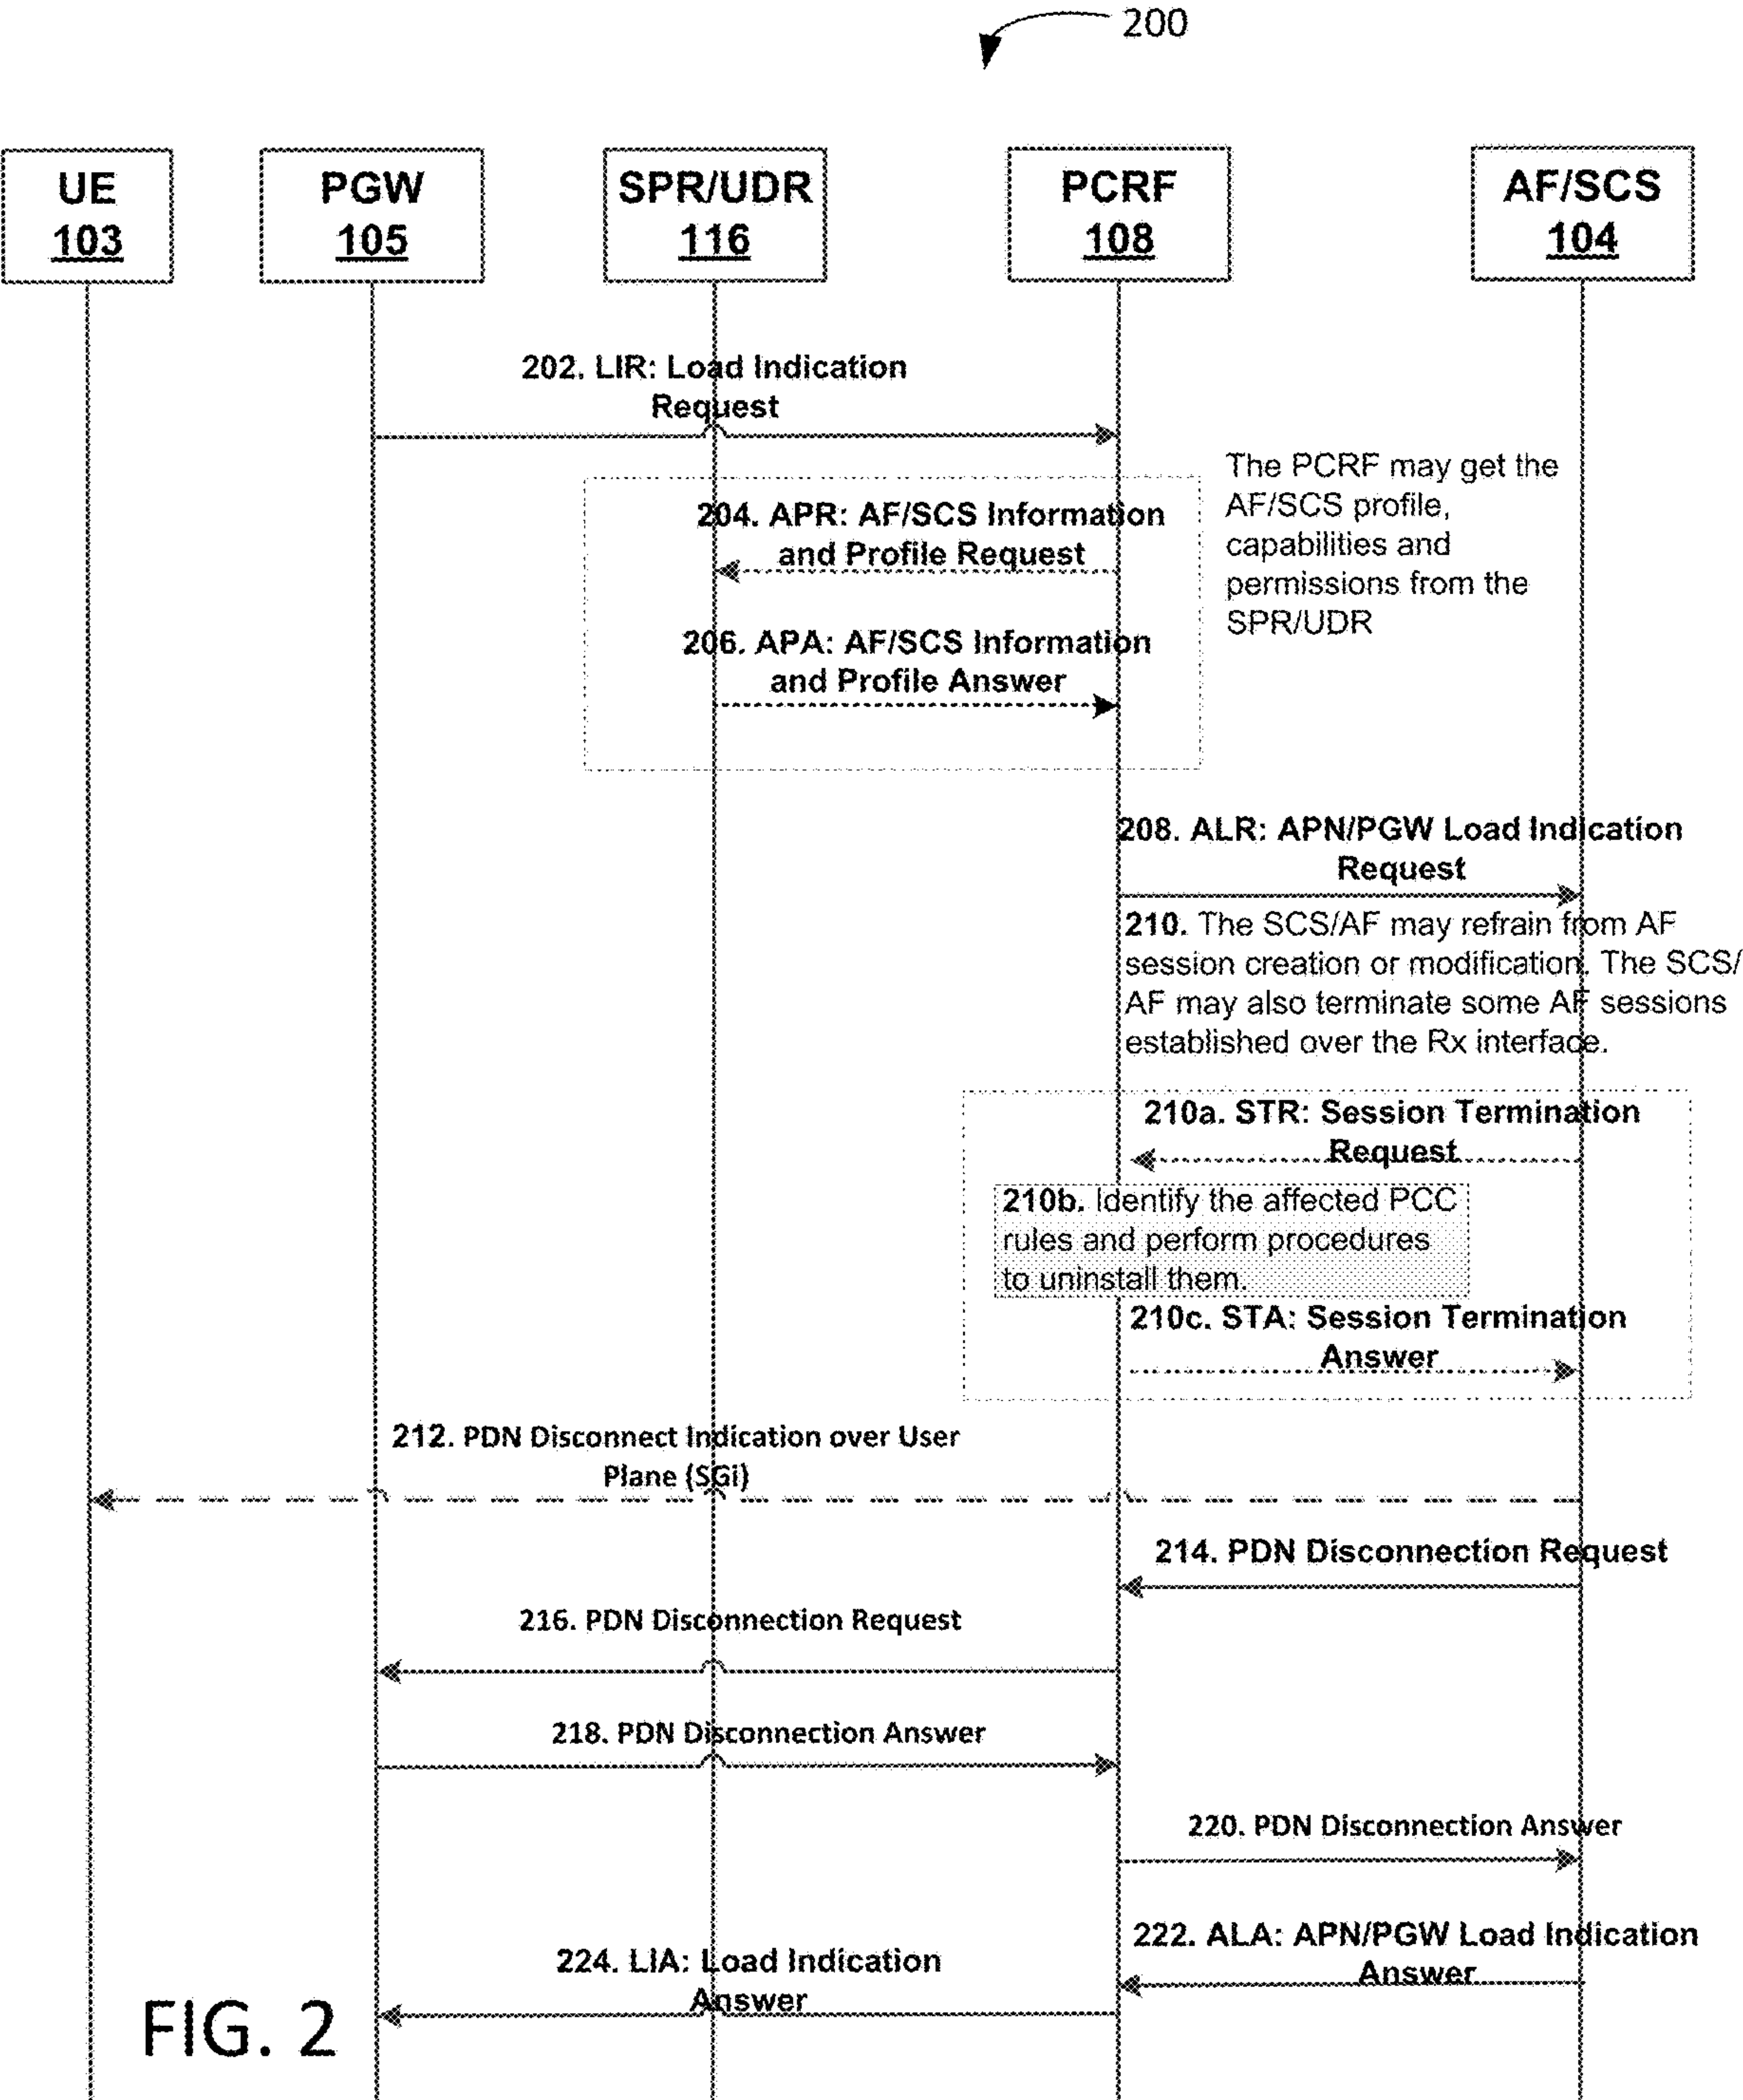 200
UE
103
PGW
105
SPR/UDR
116
PCRF
108
AF/SCS
104
202. LIR: Load Indication
Request
The PCRF may get the
AF/SCS profile,
capabilities and
permissions from the
SPR/UDR
204. APR: AF/SCS Information
and Profile Request
206. APA: AF/SCS Information
and Profile Answer
208. ALR: APN/PGW Load Indication
Request
210. The SCS/AF may refrain from AF
session creation or modification. The SCS/
AF may also terminate some AF sessions
established over the Rx interface.
210a. STR: Session Termination
Request
210b. Identify the affected PCC
rules and perform procedures
to uninstall them.
210c. STA: Session Termination
Answer
212. PDN Disconnect Indication over User
Plane (SGi)
214. PDN Disconnection Request
216. PDN Disconnection Request
218. PDN Disconnection Answer
220. PDN Disconnection Answer
222. ALA: APN/PGW Load Indication
Answer
224. LIA: Load Indication
Answer
FIG. 2